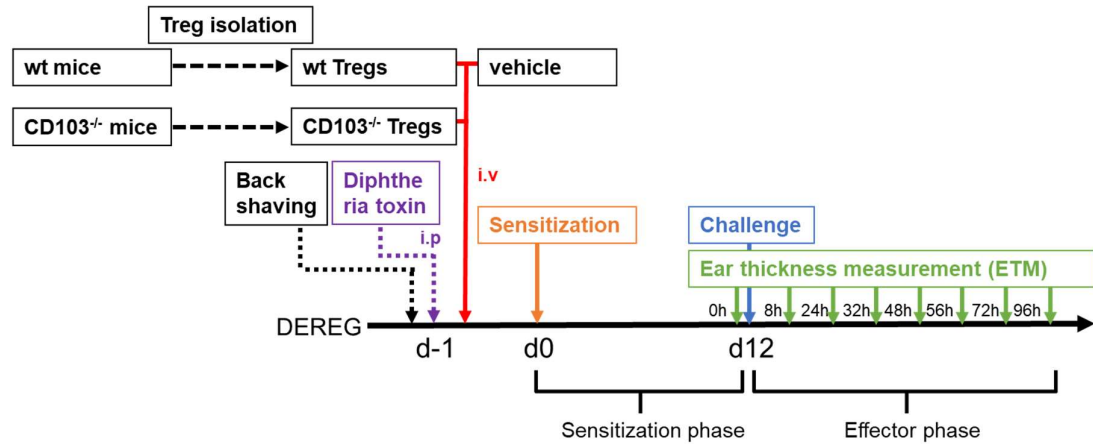 Treg isolation
wt mice
wt Tregs
vehicle
CD103-/- mice
CD103-/- Tregs
Back
shaving
Diphthe
ria toxin
i.p
i.v
Sensitization
Challenge
Ear thickness measurement (ETM)
0h 8h 24h 32h 48h 56h 72h 96h
DEREG
d-1 d0 d12
Sensitization phase
Effector phase